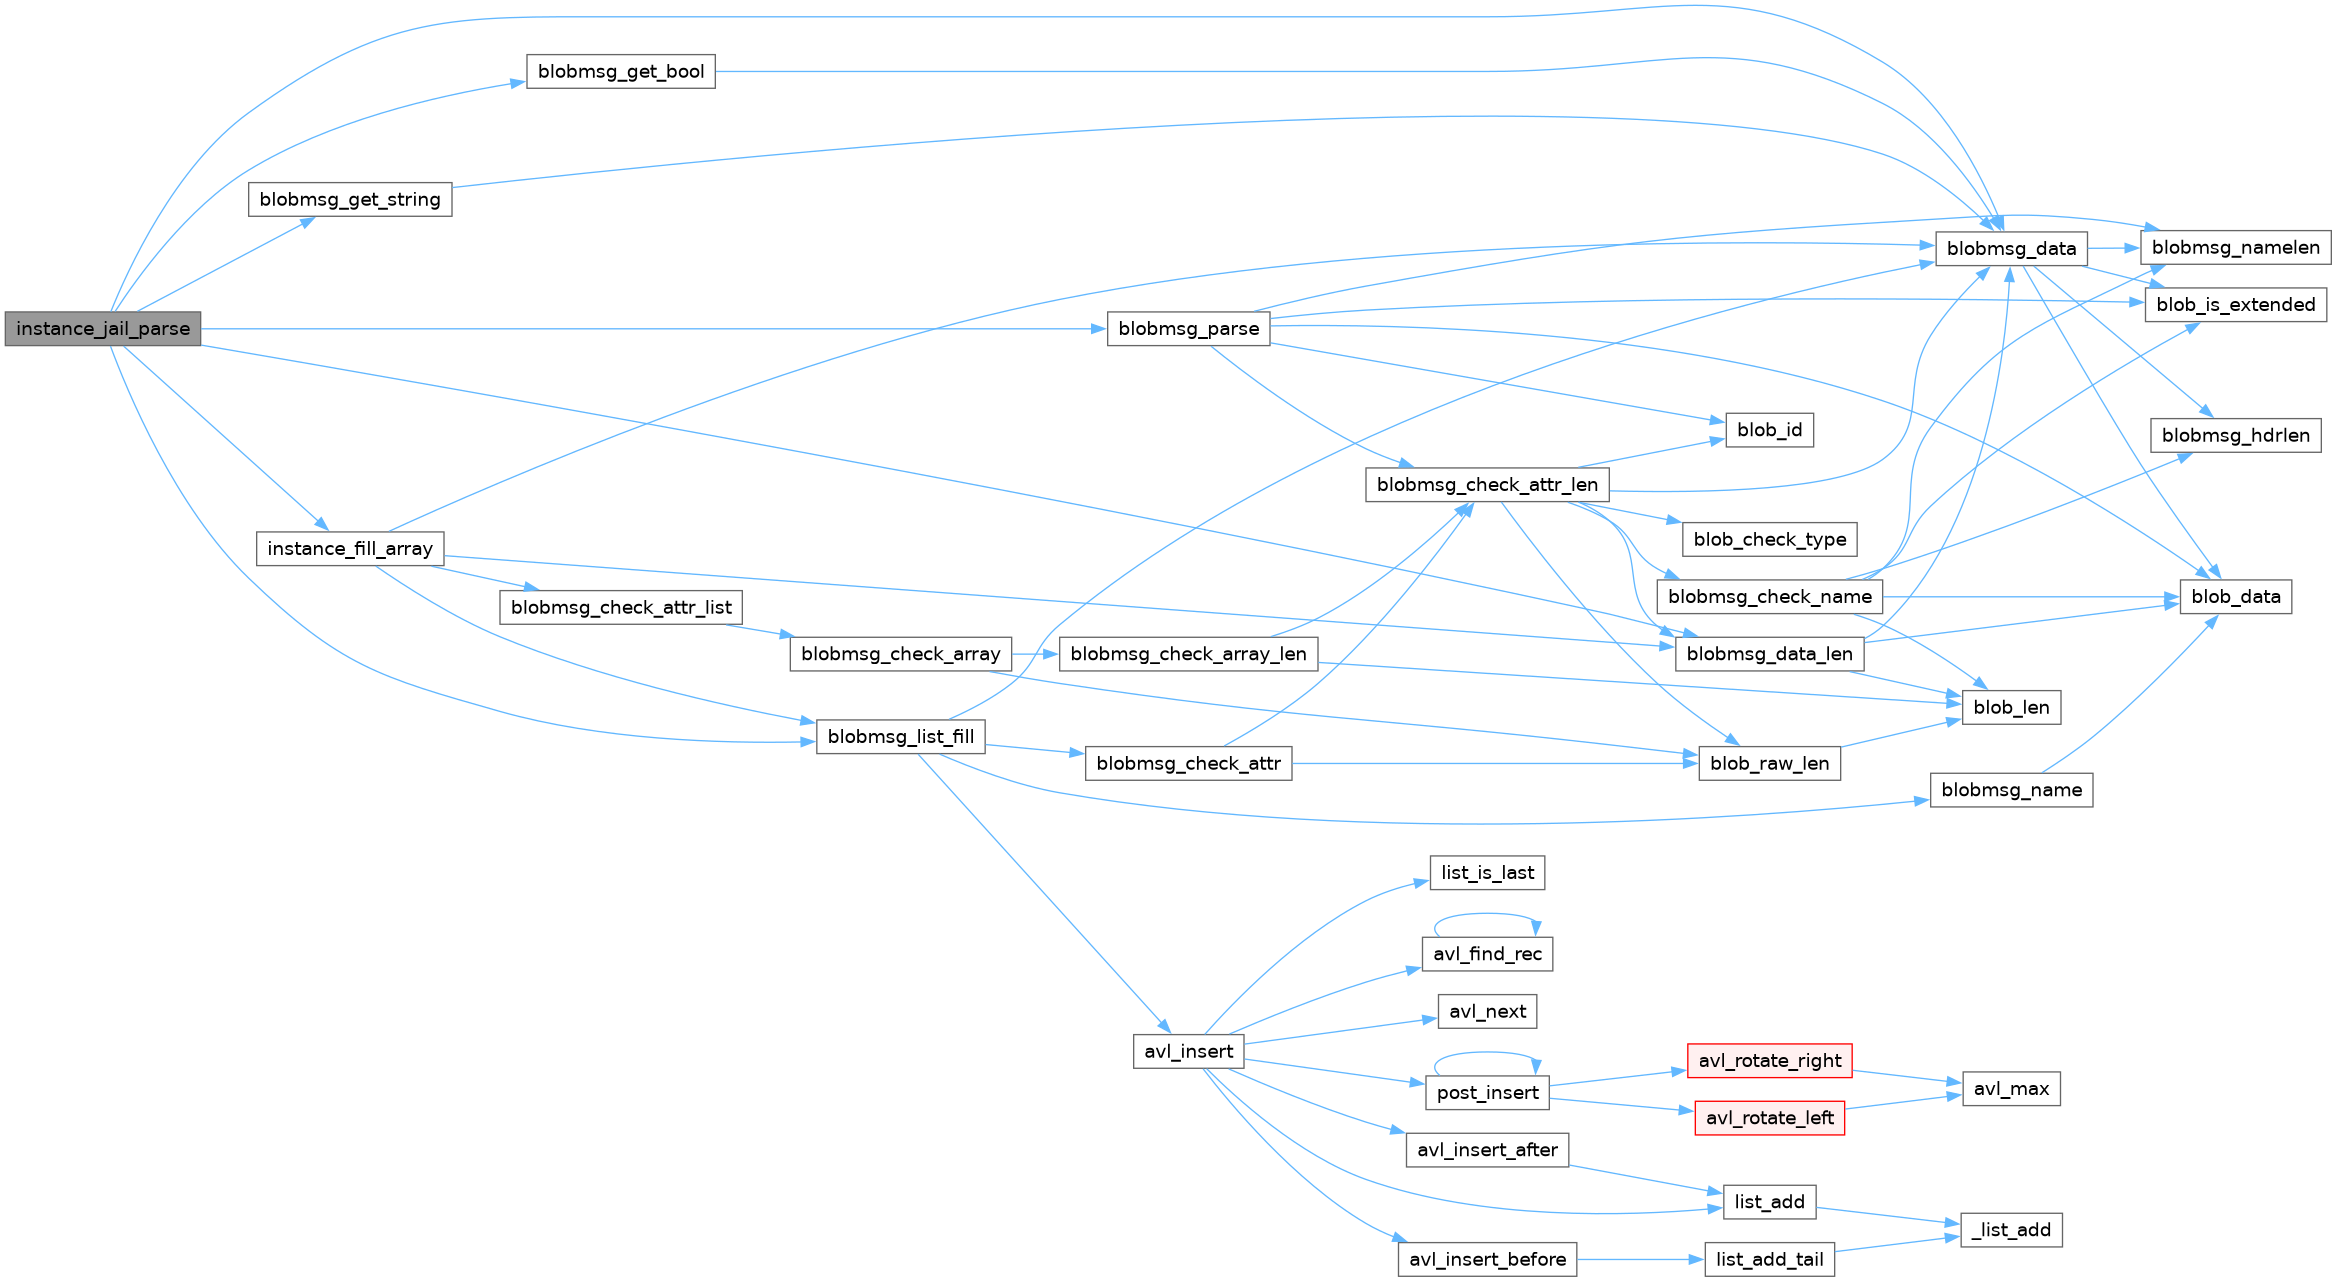 blobmsg_get_bool
blobmsg_get_string
blobmsg_data
blobmsg_namelen
blob_is_extended
instance_jail_parse
blobmsg_parse
blob_id
blobmsg_hdrlen
blobmsg_check_attr_len
instance_fill_array
blob_check_type
blobmsg_check_attr_list
blobmsg_check_name
blob_data
blobmsg_check_array
blobmsg_check_array_len
blobmsg_data_len
blob_len
blobmsg_list_fill
blobmsg_check_attr
blob_raw_len
blobmsg_name
list_is_last
avl_find_rec
avl_next
avl_insert
avl_rotate_right
avl_max
post_insert
avl_rotate_left
avl_insert_after
list_add
_list_add
avl_insert_before
list_add_tail